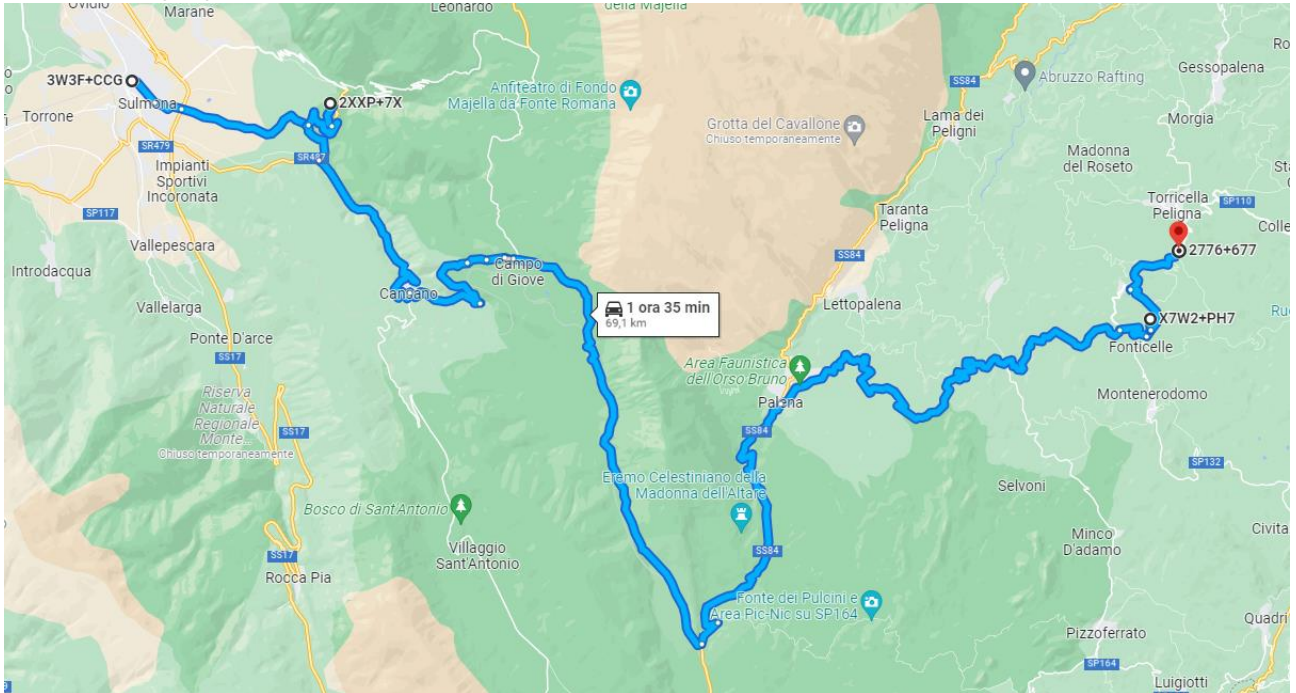 Ovidio
Marane
Leonardo
della Majella
3W3F+CCG
Sulmona
Torrone
2XXP+7X
Anfiteatro di Fondo
Majella da Fonte Romana
SS84
Abruzzo Rafting
Gessopalena
Grotta del Cavallone
Chiuso temporaneamente
Lama dei
Peligni
Morgia
SR479
SR487
Impianti
Sportivi
Incoronata
Madonna
del Roseto
SP117
Torricella
Peligna
SP110
Colle
Taranta
Peligna
Vallepescara
2776+677
Introdacqua
SS84
Campo
di Giove
Cansano
Vallelarga
1 ora 35 min
69,1 km
Lettopalena
X7W2+PH7
Fonticelle
Ponte D'arce
SS17
Area Faunistica
dell'Orso Bruno
Palena
Montenerodomo
Riserva
Naturale
Regionale
Monte...
Chiuso temporaneamente
SS17
SS84
SP132
Eremo Celestiniano della
Madonna dell'Altare
Selvoni
Bosco di Sant'Antonio
Villaggio
Sant'Antonio
SS17
Rocca Pia
SS84
Minco
D'adamo
Civita
Fonte dei Pulcini e
Area Pic-Nic su SP164
Pizzoferrato
SP164
Quadri
Luigiotti